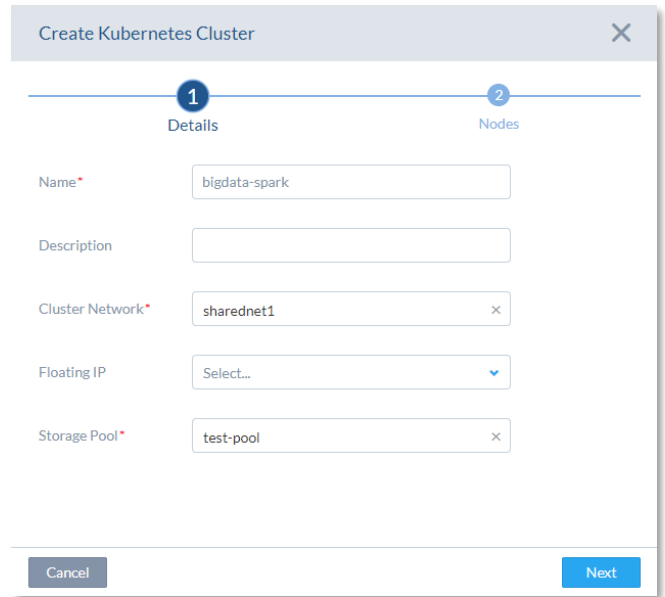 Create Kubernetes Cluster
1
2
Details
Nodes
Name* bigdata-spark
Description
Cluster Network* sharednet1
Floating IP Select...
Storage Pool* test-pool
Cancel Next